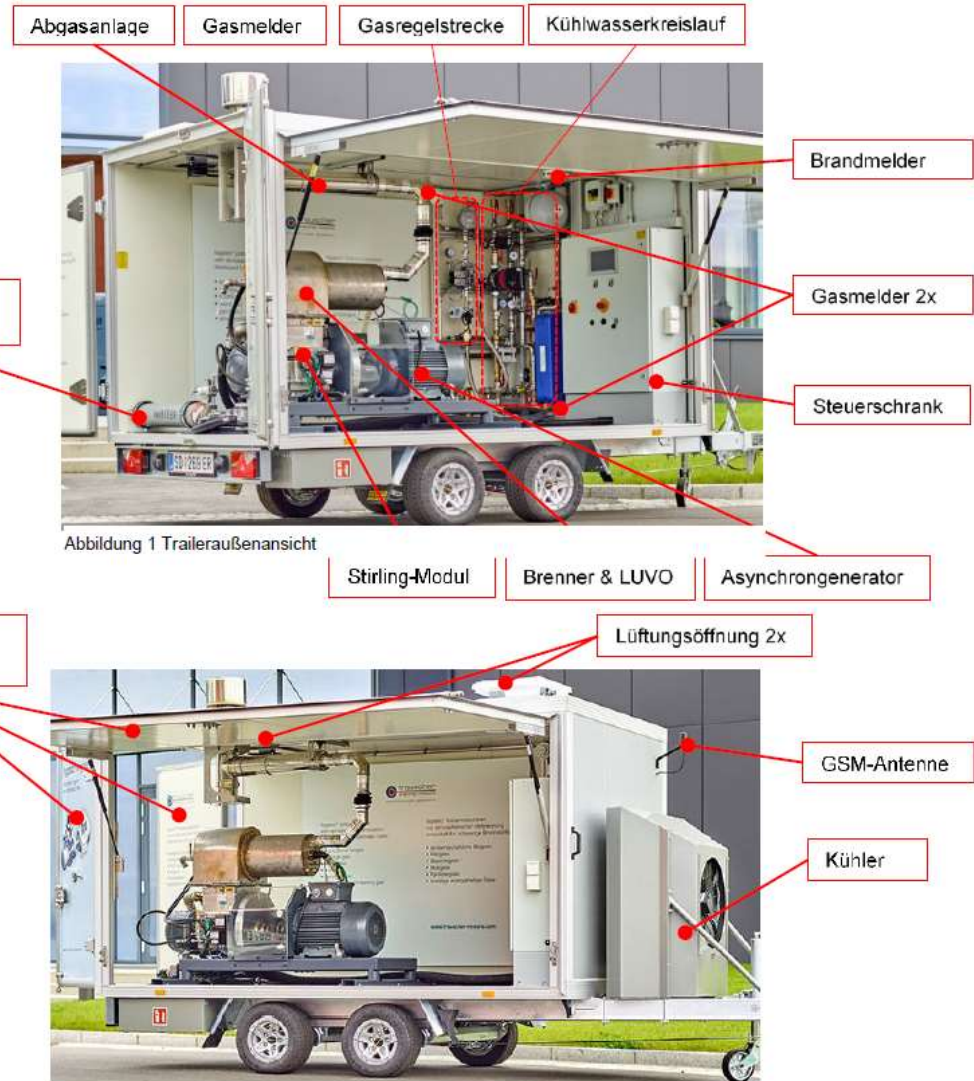 Abgasanlage
Gasmelder
Gasregelstrecke
Kühlwasserkreislauf
Brandmelder
Gasmelder 2x
Steuerschrank
Abbildung 1 Traileraußenansicht
Stirling-Modul
Brenner & LUVO
Asynchrongenerator
Lüftungsöffnung 2x
GSM-Antenne
Kühler